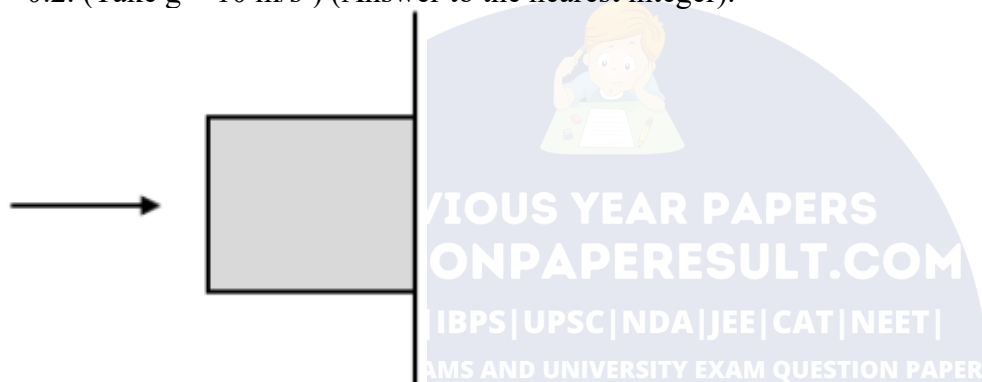 0.2. (Take g = 10 m/s²) (Answer to the nearest integer).
VIOUS YEAR PAPERS
ONPAPERESULT.COM
|IBPS|UPSC|NDA|JEE|CAT|NEET|
AMS AND UNIVERSITY EXAM QUESTION PAPER